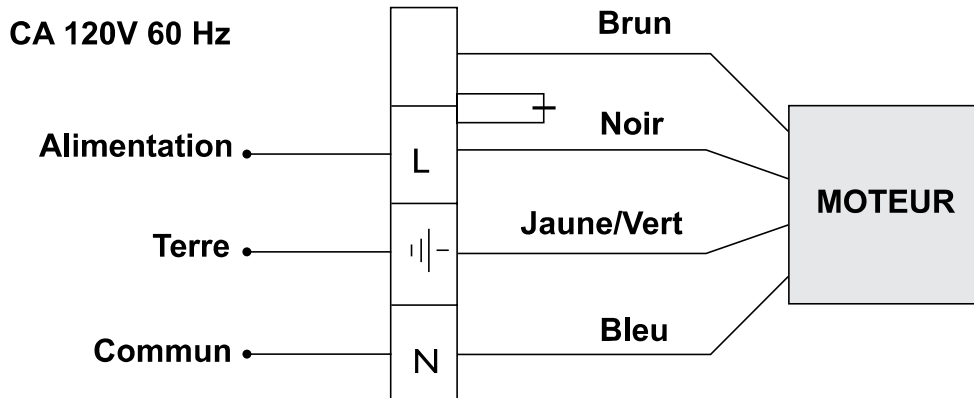 CA 120V 60 Hz
Brun
Alimentation
L
Noir
MOTEUR
Terre
Jaune/Vert
Commun
N
Bleu